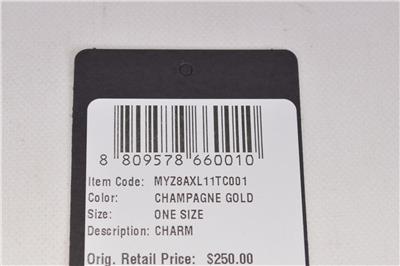 8 809578 660010
Item Code: MYZ8AXL11TC001
Color: CHAMPAGNE GOLD
Size: ONE SIZE
Description: CHARM
Orig. Retail Price: $250.00